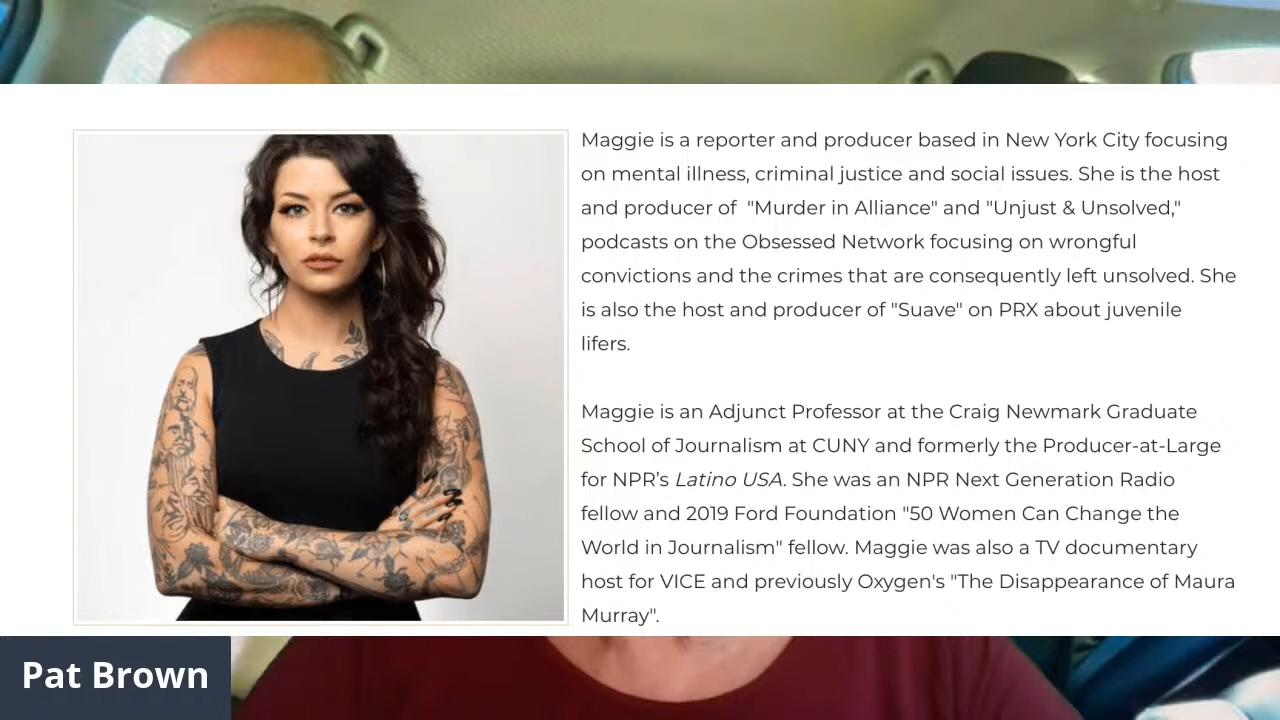 Maggie is a reporter and producer based in New York City focusing
on mental illness, criminal justice and social issues. She is the host
and producer of  "Murder in Alliance" and "Unjust & Unsolved,"
podcasts on the Obsessed Network focusing on wrongful
convictions and the crimes that are consequently left unsolved. She
is also the host and producer of "Suave" on PRX about juvenile
lifers.
Maggie is an Adjunct Professor at the Craig Newmark Graduate
School of Journalism at CUNY and formerly the Producer-at-Large
for NPR’s Latino USA. She was an NPR Next Generation Radio
fellow and 2019 Ford Foundation "50 Women Can Change the
World in Journalism" fellow. Maggie was also a TV documentary
host for VICE and previously Oxygen's "The Disappearance of Maura
Murray".
Pat Brown